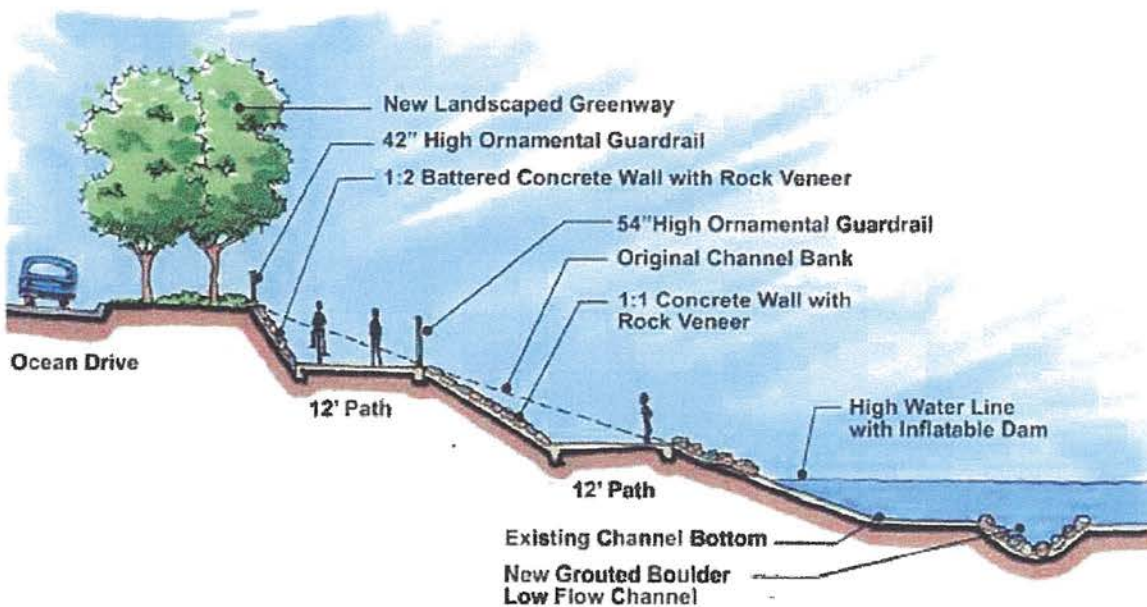 New Landscaped Greenway
42” High Ornamental Guardrail
1:2 Battered Concrete Wall with Rock Veneer
54”High Ornamental Guardrail
Original Channel Bank
1:1 Concrete Wall with
Rock Veneer
Ocean Drive
12' Path
High Water Line
with Inflatable Dam
12' Path
Existing Channel Bottom
New Grouted Boulder
Low Flow Channel